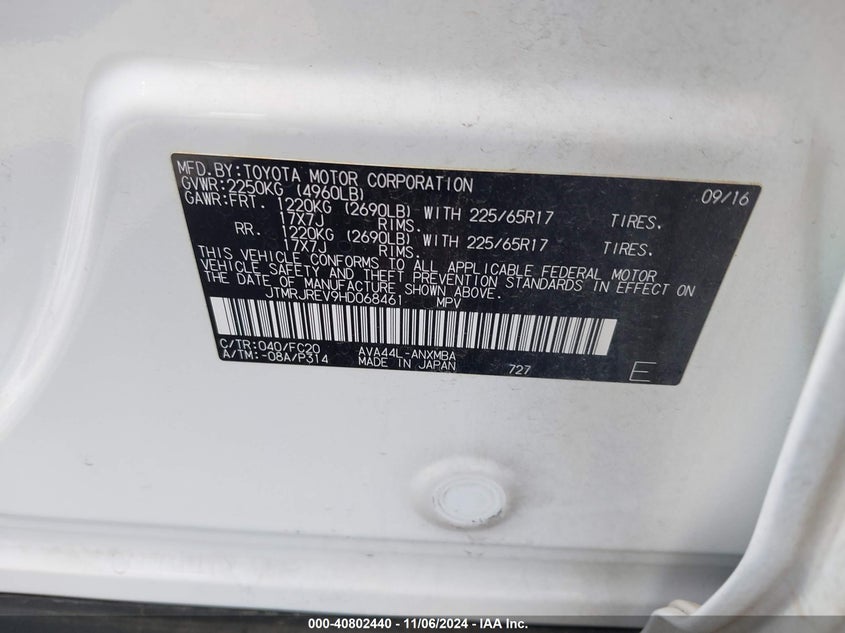 MFD.BY:TOYOTA MOTOR CORPORATION 09/16
GVWR:2250KG (4960LB)
GAWR:FRT. 1220KG (2690LB) WITH 225/65R17 TIRES.
17X7J RIMS.
RR. 1220KG (2690LB) WITH 225/65R17 TIRES.
17X7J RIMS.
THIS VEHICLE CONFORMS TO ALL APPLICABLE FEDERAL MOTOR
VEHICLE SAFETY AND THEFT PREVENTION STANDARDS IN EFFECT ON
THE DATE OF MANUFACTURE SHOWN ABOVE.
JTMRJREV9HD068461 MPV
C/TR:040/FC20 AVA44L-ANXMBA
A/TM:-08A/P314 MADE IN JAPAN 727 E
000-40802440 - 11/06/2024 - IAA Inc.